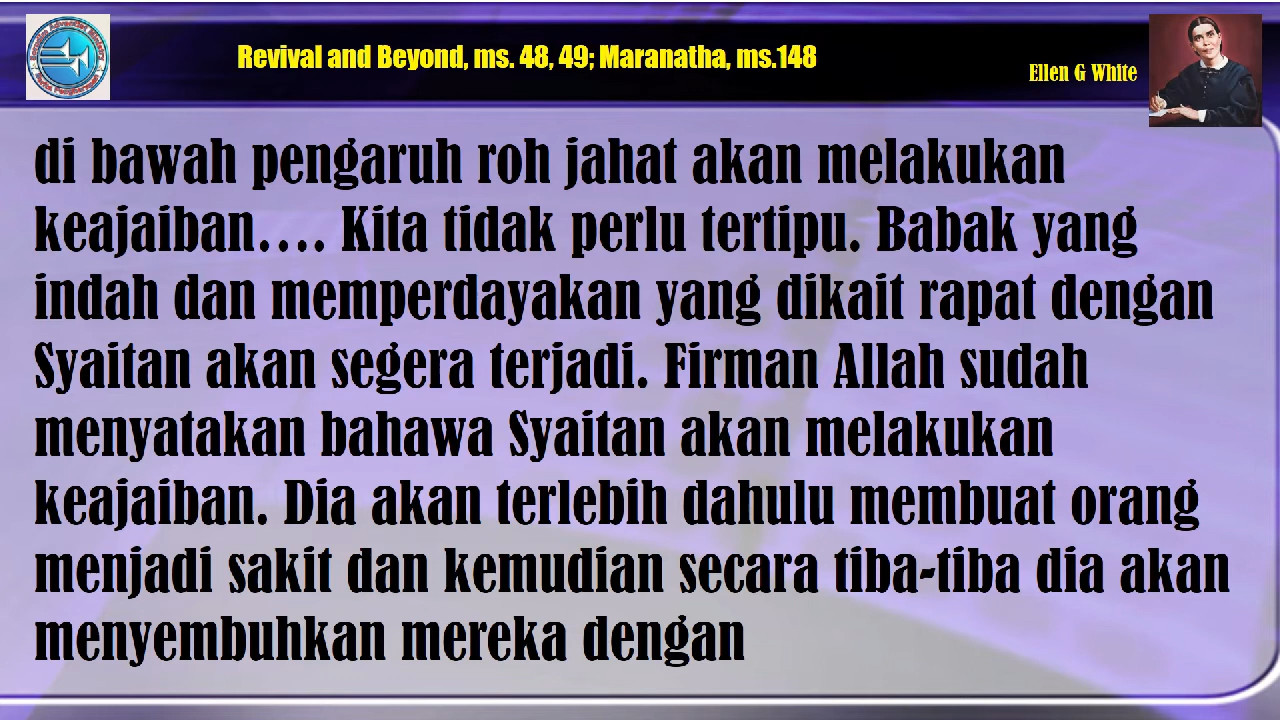 Revival and Beyond, ms. 48, 49; Maranatha, ms.148
Ellen G White
di bawah pengaruh roh jahat akan melakukan
keajaiban.... Kita tidak perlu tertipu. Babak yang
indah dan memperdayakan yang dikait rapat dengan
Syaitan akan segera terjadi. Firman Allah sudah
menyatakan bahawa Syaitan akan melakukan
keajaiban. Dia akan terlebih dahulu membuat orang
menjadi sakit dan kemudian secara tiba-tiba dia akan
menyembuhkan mereka dengan